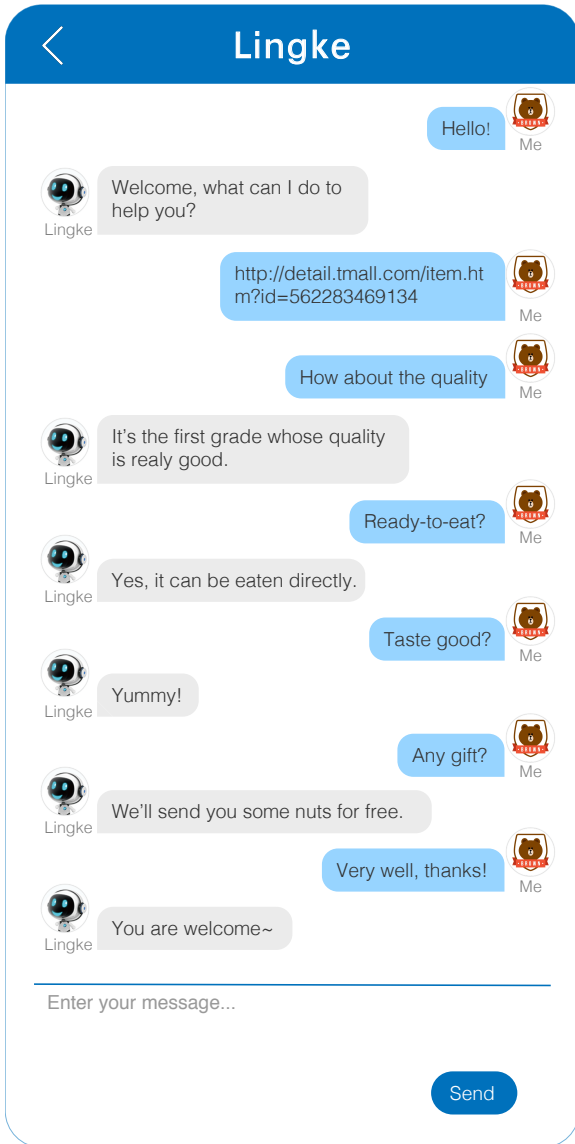 Lingke
Hello!
Me
Welcome, what can I do to
help you?
Lingke
http://detail.tmall.com/item.ht
m?id=562283469134
Me
How about the quality
Me
It’s the first grade whose quality
is realy good.
Lingke
Ready-to-eat?
Me
Yes, it can be eaten directly.
Lingke
Taste good?
Me
Yummy!
Lingke
Any gift?
Me
We’ll send you some nuts for free.
Lingke
Very well, thanks!
Me
You are welcome~
Lingke
Enter your message...
Send